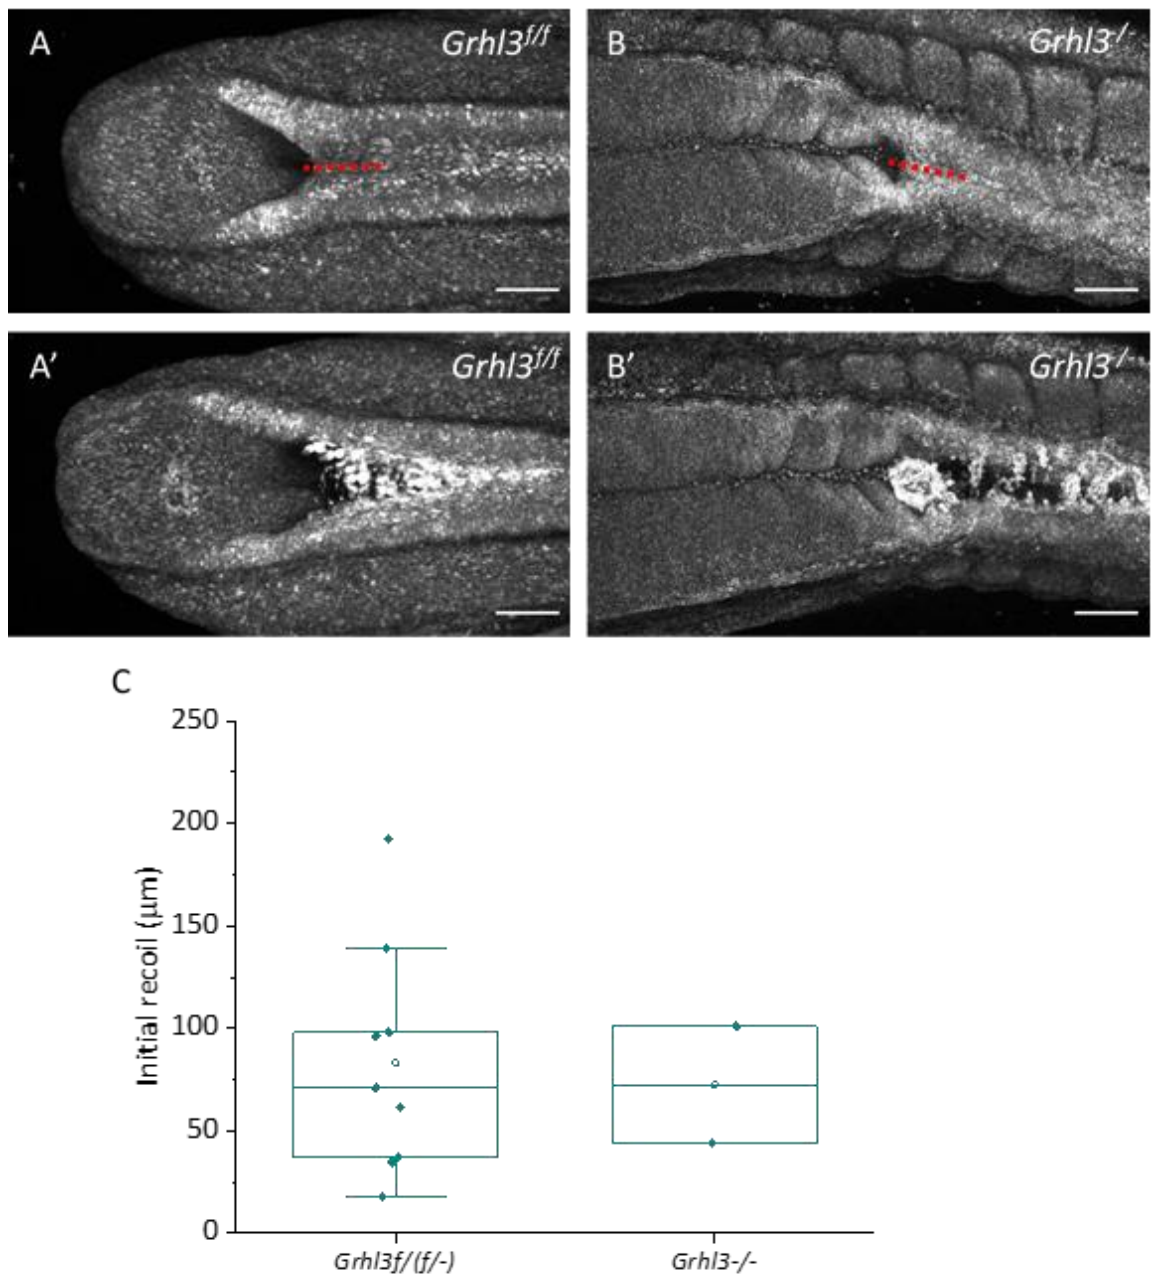 A Grhl3f/f
B Grhl3-/-
A' Grhl3f/f
B' Grhl3-/-
C
250
200
150
100
50
0
Initial recoil (µm)
Grhl3f/(f/-)
Grhl3-/-